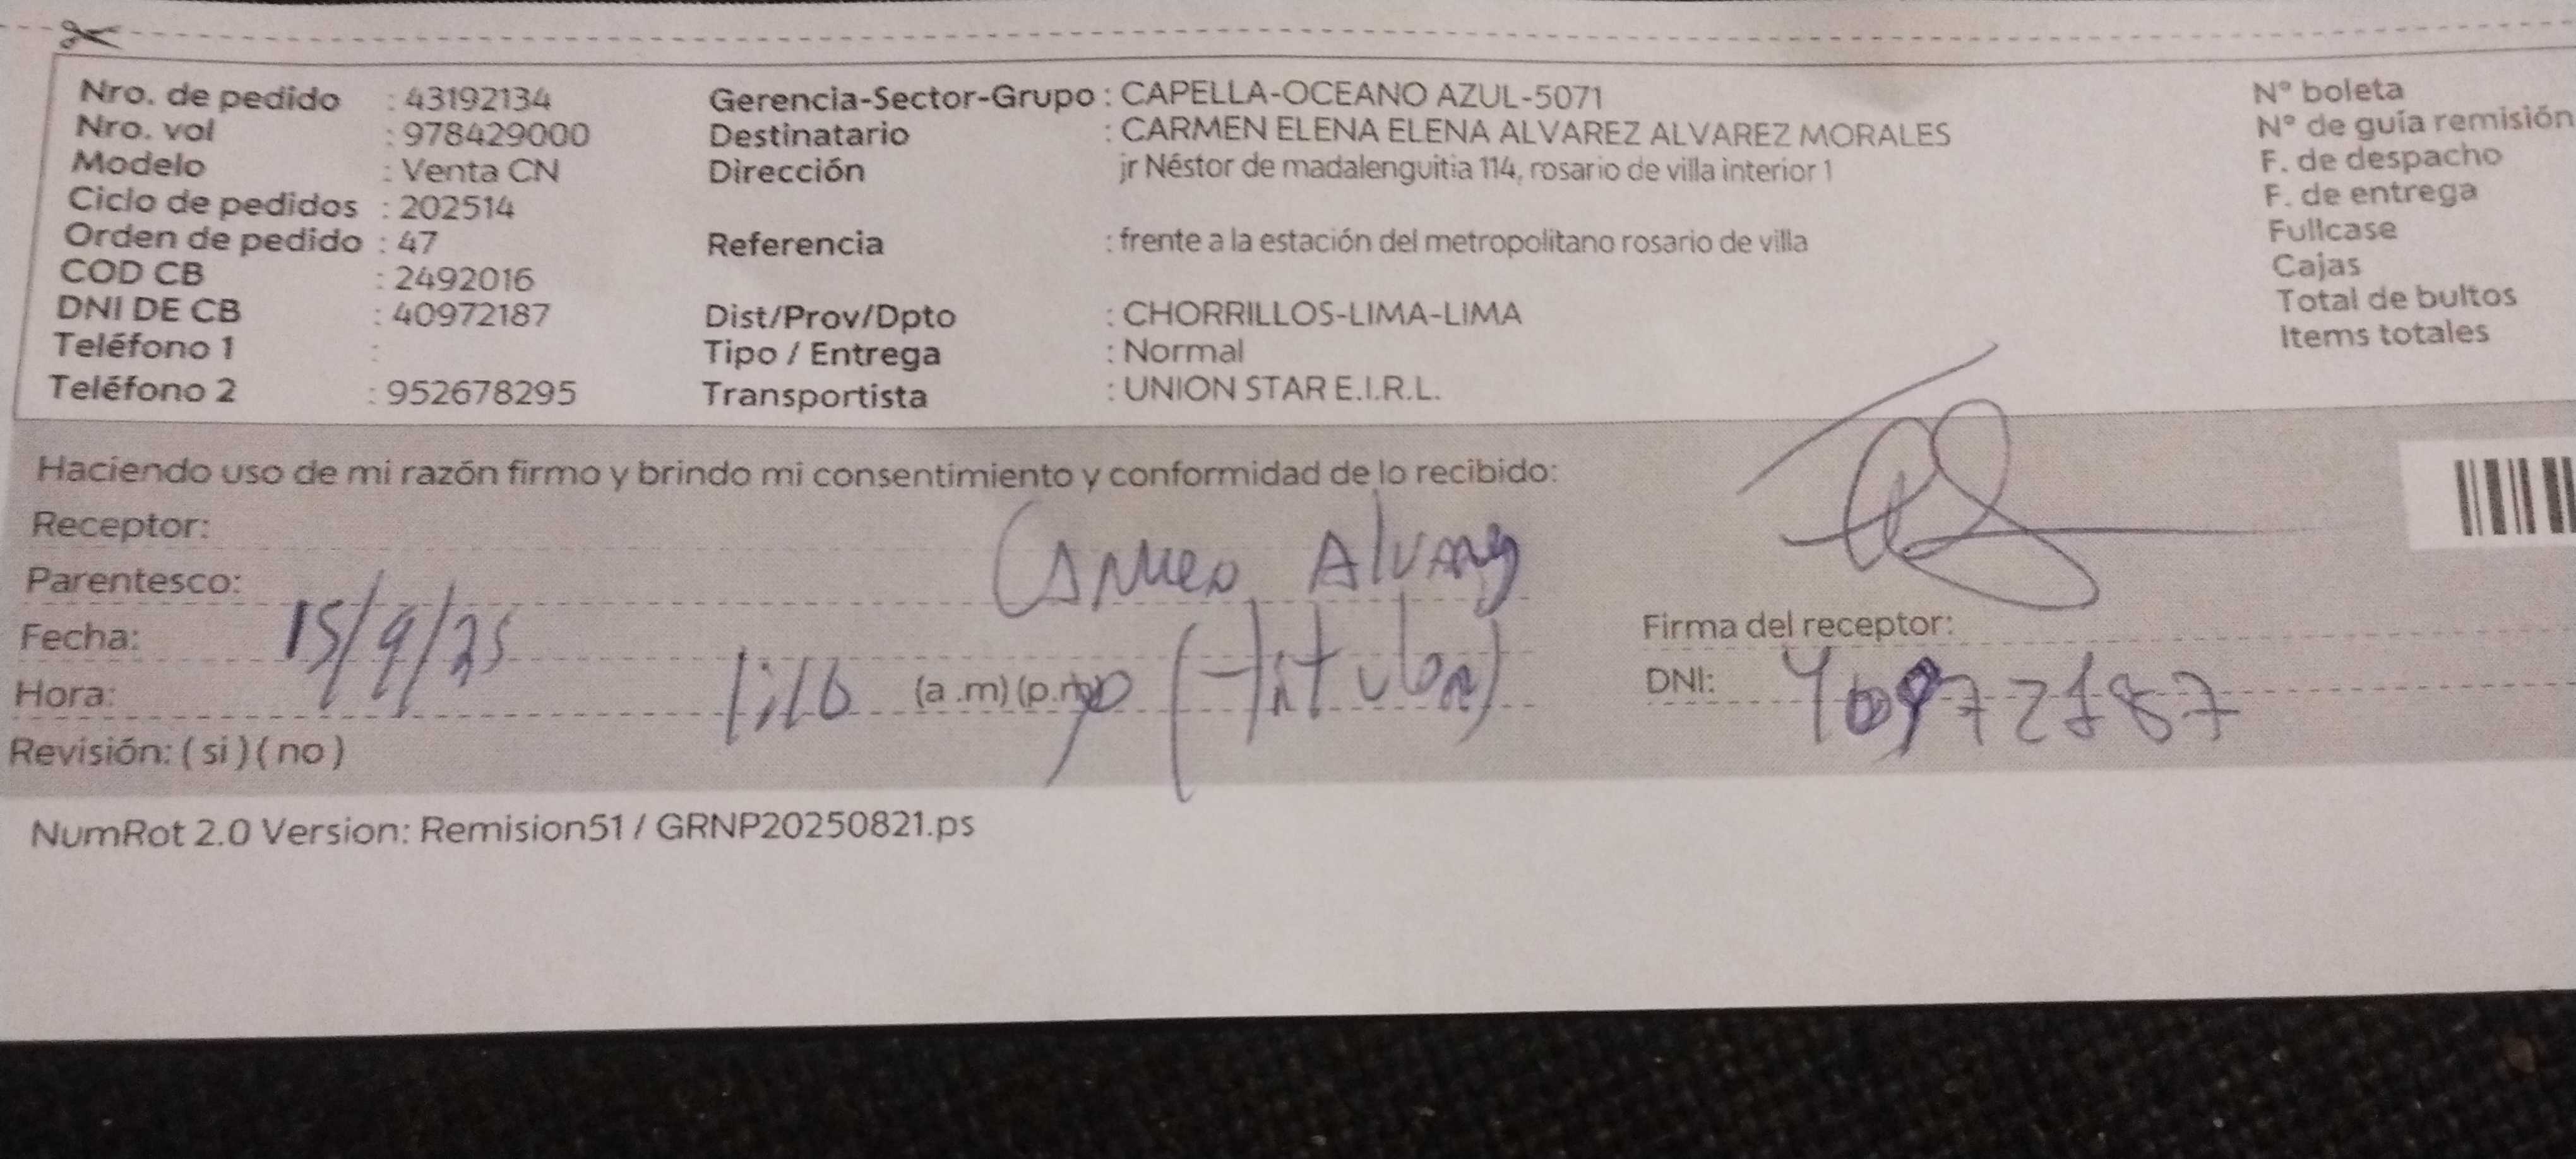 Nro. de pedido : 43192134 Gerencia-Sector-Grupo : CAPELLA-OCEANO AZUL-5071 N° boleta
Nro. vol : 978429000 Destinatario : CARMEN ELENA ELENA ALVAREZ ALVAREZ MORALES N° de guía remisión
Modelo : Venta CN Dirección jr Néstor de madalenguitia 114, rosario de villa interior 1 F. de despacho
Ciclo de pedidos : 202514 F. de entrega
Orden de pedido : 47 Referencia : frente a la estación del metropolitano rosario de villa Fullcase
COD CB : 2492016 Cajas
DNI DE CB : 40972187 Dist/Prov/Dpto : CHORRILLOS-LIMA-LIMA Total de bultos
Teléfono 1 : Tipo / Entrega : Normal Items totales
Teléfono 2 : 952678295 Transportista : UNION STAR E.I.R.L.
Haciendo uso de mi razón firmo y brindo mi consentimiento y conformidad de lo recibido:
Receptor: Carmen
Parentesco:
Fecha: 15/9/25 Firma del receptor:
Hora: (a .m) (p.m) (titular) DNI: 40972187
Revisión: ( si ) ( no )
NumRot 2.0 Version: Remision51 / GRNP20250821.ps